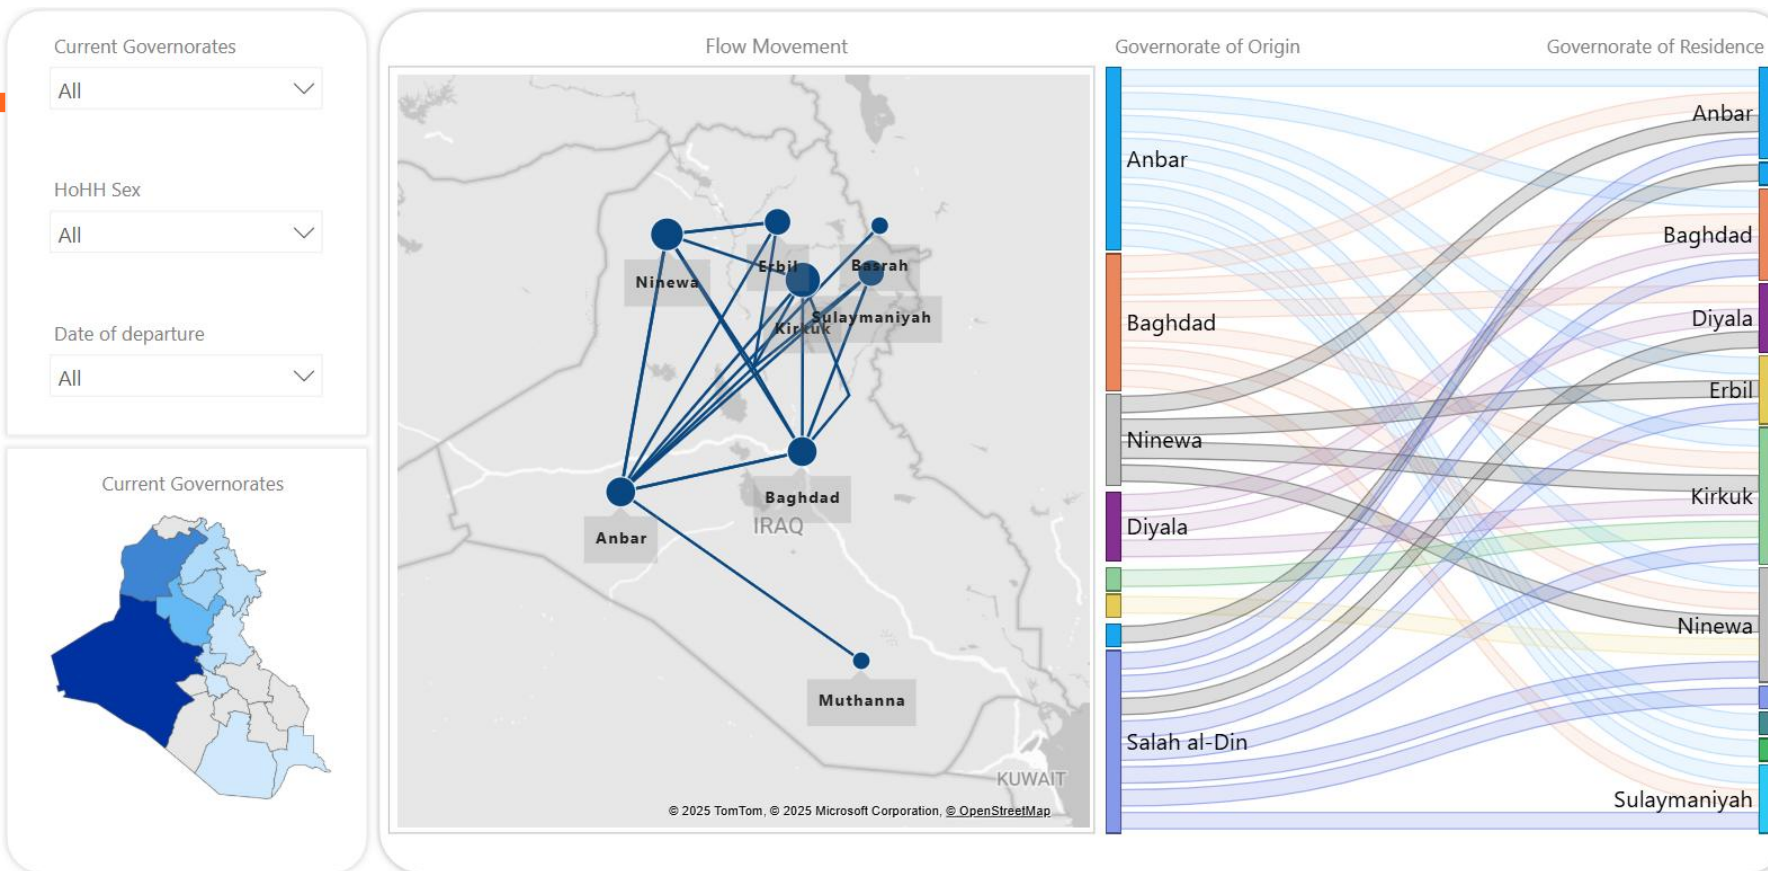 Current Governorates
All
HoHH Sex
All
Date of departure
All
Current Governorates
Flow Movement
Ninewa
Erbil
Basrah
Kirkuk
Sulaymaniyah
Baghdad
Anbar
IRAQ
Muthanna
KUWAIT
© 2025 TomTom, © 2025 Microsoft Corporation, © OpenStreetMap
Governorate of Origin
Governorate of Residence
Anbar
Baghdad
Ninewa
Diyala
Salah al-Din
Anbar
Baghdad
Diyala
Erbil
Kirkuk
Ninewa
Sulaymaniyah